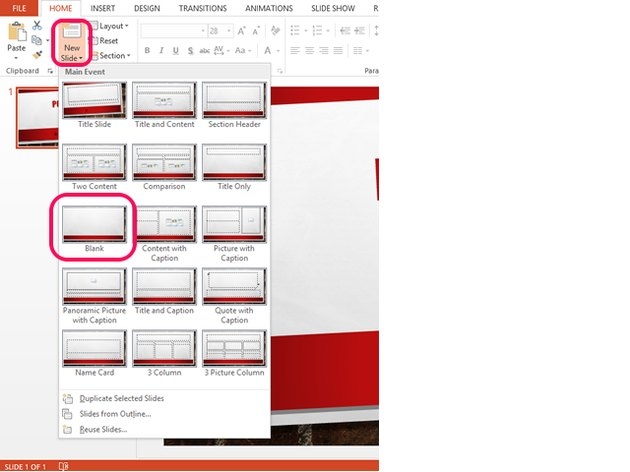 FILE HOME INSERT DESIGN TRANSITIONS ANIMATIONS SLIDE SHOW R
Paste
New
Slide
Layout
Reset
Section
28
B I U S abc AV Aa A
Clipboard
Para
Main Event
Title Slide Title and Content Section Header
Two Content Comparison Title Only
Blank Content with Caption Picture with Caption
Panoramic Picture with Caption Title and Caption Quote with Caption
Name Card 3 Column 3 Picture Column
Duplicate Selected Slides
Slides from Outline...
Reuse Slides...
1
SLIDE 1 OF 1